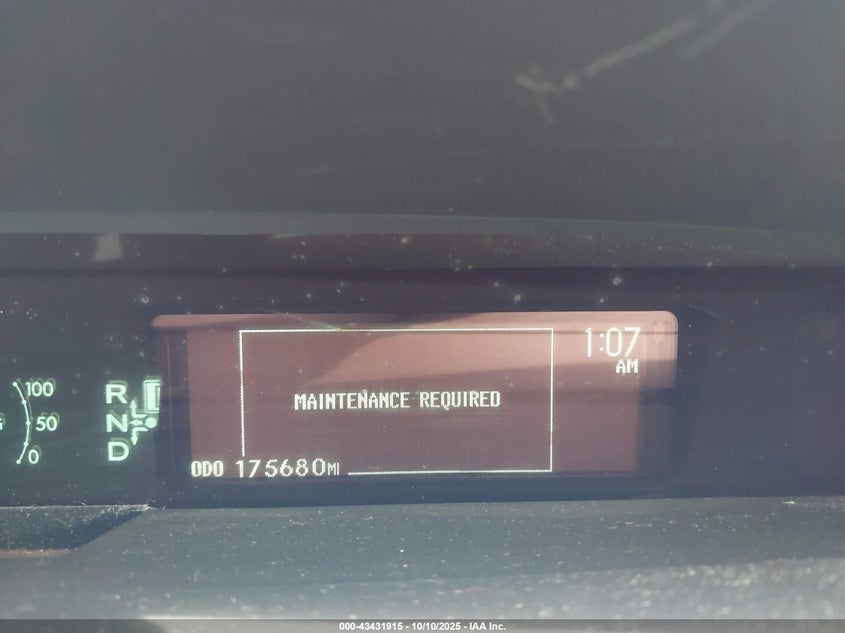 1:07
AM
100
50
0
R
N
D
MAINTENANCE REQUIRED
ODO 175680MI
000-43431915 - 10/10/2025 - IAA Inc.